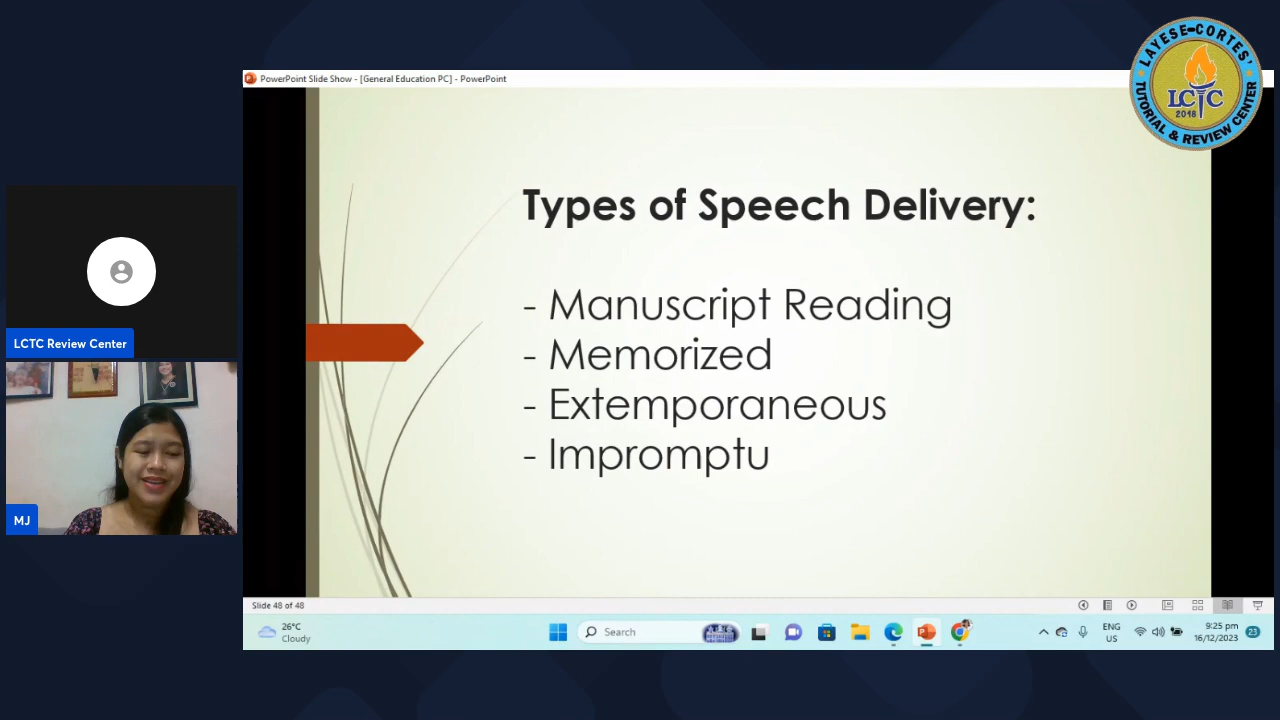 LAYESE-CORTES'
LCTC
2018
TUTORIAL & REVIEW CENTER
PowerPoint Slide Show - [General Education PC] - PowerPoint
Types of Speech Delivery:
- Manuscript Reading
- Memorized
- Extemporaneous
- Impromptu
LCTC Review Center
MJ
Slide 48 of 48
26°C
Cloudy
Search
ENG
US
9:25 pm
16/12/2023
23